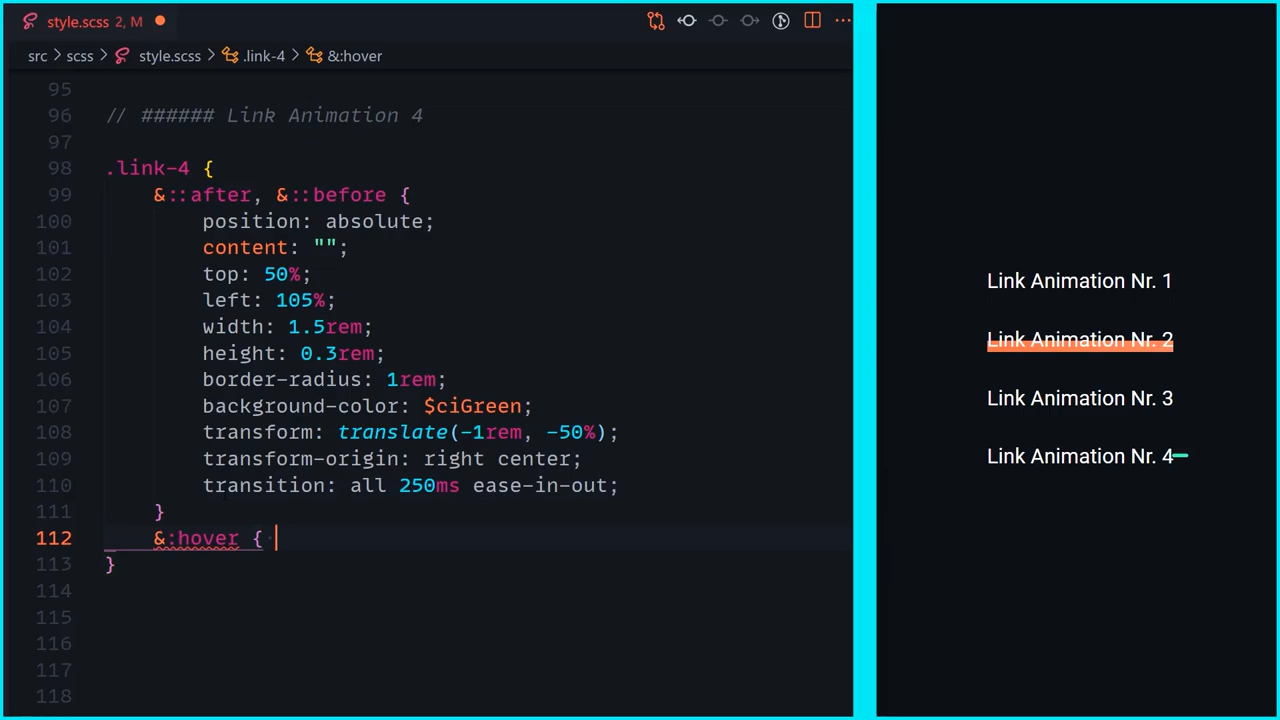 style.scss 2, M
src > scss > style.scss > .link-4 > &:hover
95
96 // ###### Link Animation 4
97
98 .link-4 {
99 &::after, &::before {
100 position: absolute;
101 content: "";
102 top: 50%;
103 left: 105%;
104 width: 1.5rem;
105 height: 0.3rem;
106 border-radius: 1rem;
107 background-color: $ciGreen;
108 transform: translate(-1rem, -50%);
109 transform-origin: right center;
110 transition: all 250ms ease-in-out;
111 }
112 &:hover {
113 }
114
115
116
117
118
Link Animation Nr. 1
Link Animation Nr. 2
Link Animation Nr. 3
Link Animation Nr. 4